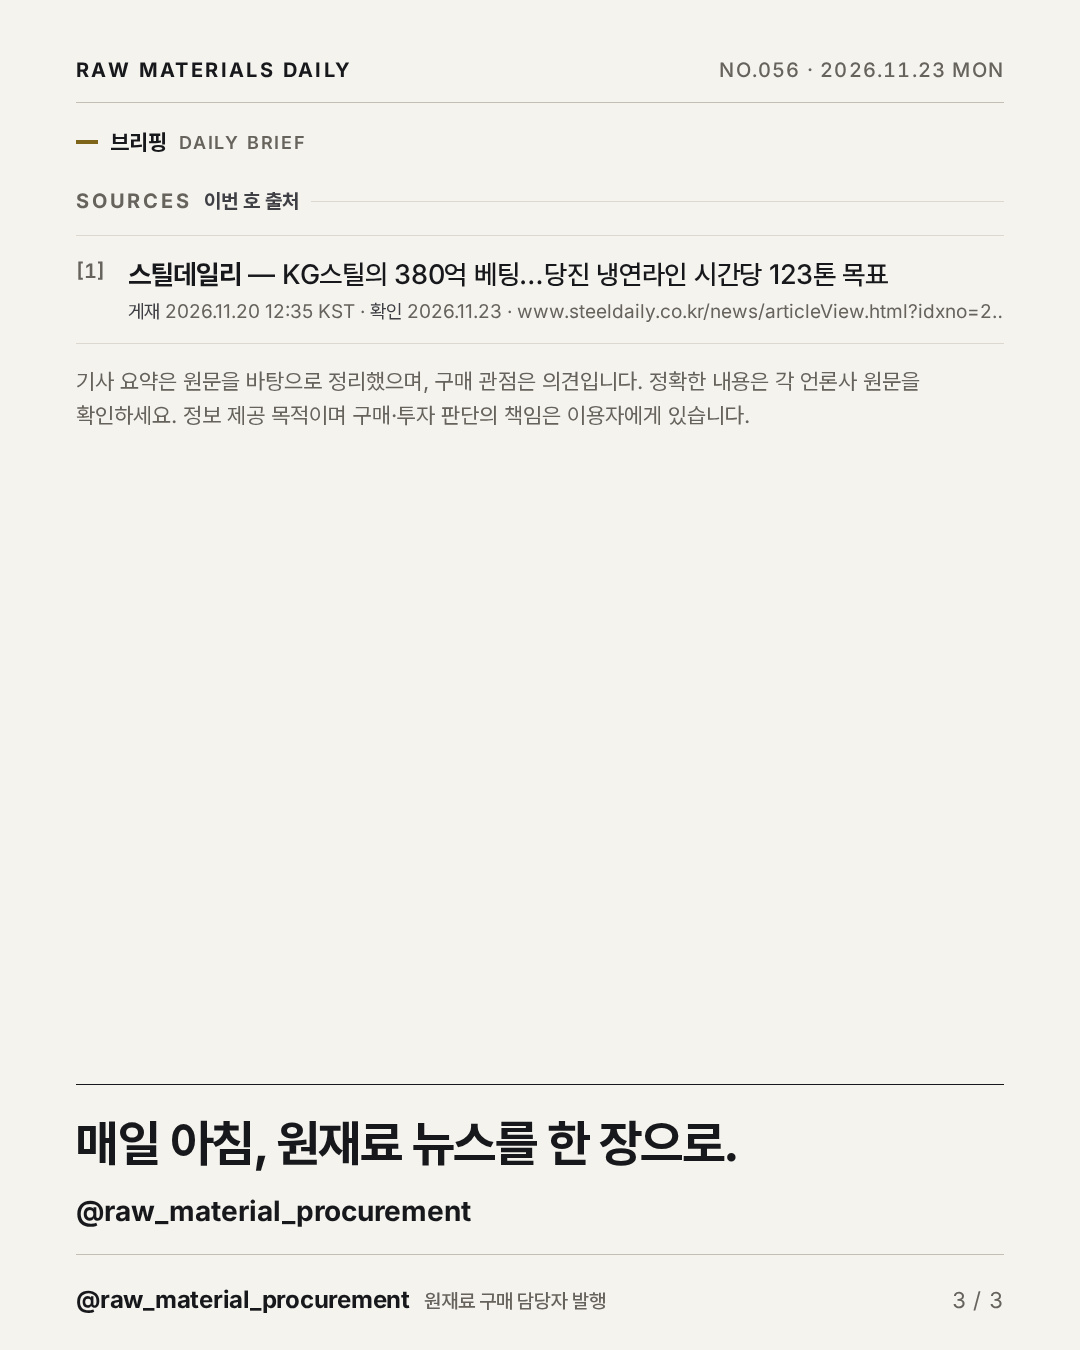 RAW MATERIALS DAILY
NO.056 · 2026.11.23 MON
브리핑 DAILY BRIEF
SOURCES 이번 호 출처
[1] 스틸데일리 — KG스틸의 380억 베팅…당진 냉연라인 시간당 123톤 목표
게재 2026.11.20 12:35 KST · 확인 2026.11.23 · www.steeldaily.co.kr/news/articleView.html?idxno=2..
기사 요약은 원문을 바탕으로 정리했으며, 구매 관점은 의견입니다. 정확한 내용은 각 언론사 원문을
확인하세요. 정보 제공 목적이며 구매·투자 판단의 책임은 이용자에게 있습니다.
매일 아침, 원재료 뉴스를 한 장으로.
@raw_material_procurement
@raw_material_procurement 원재료 구매 담당자 발행
3 / 3